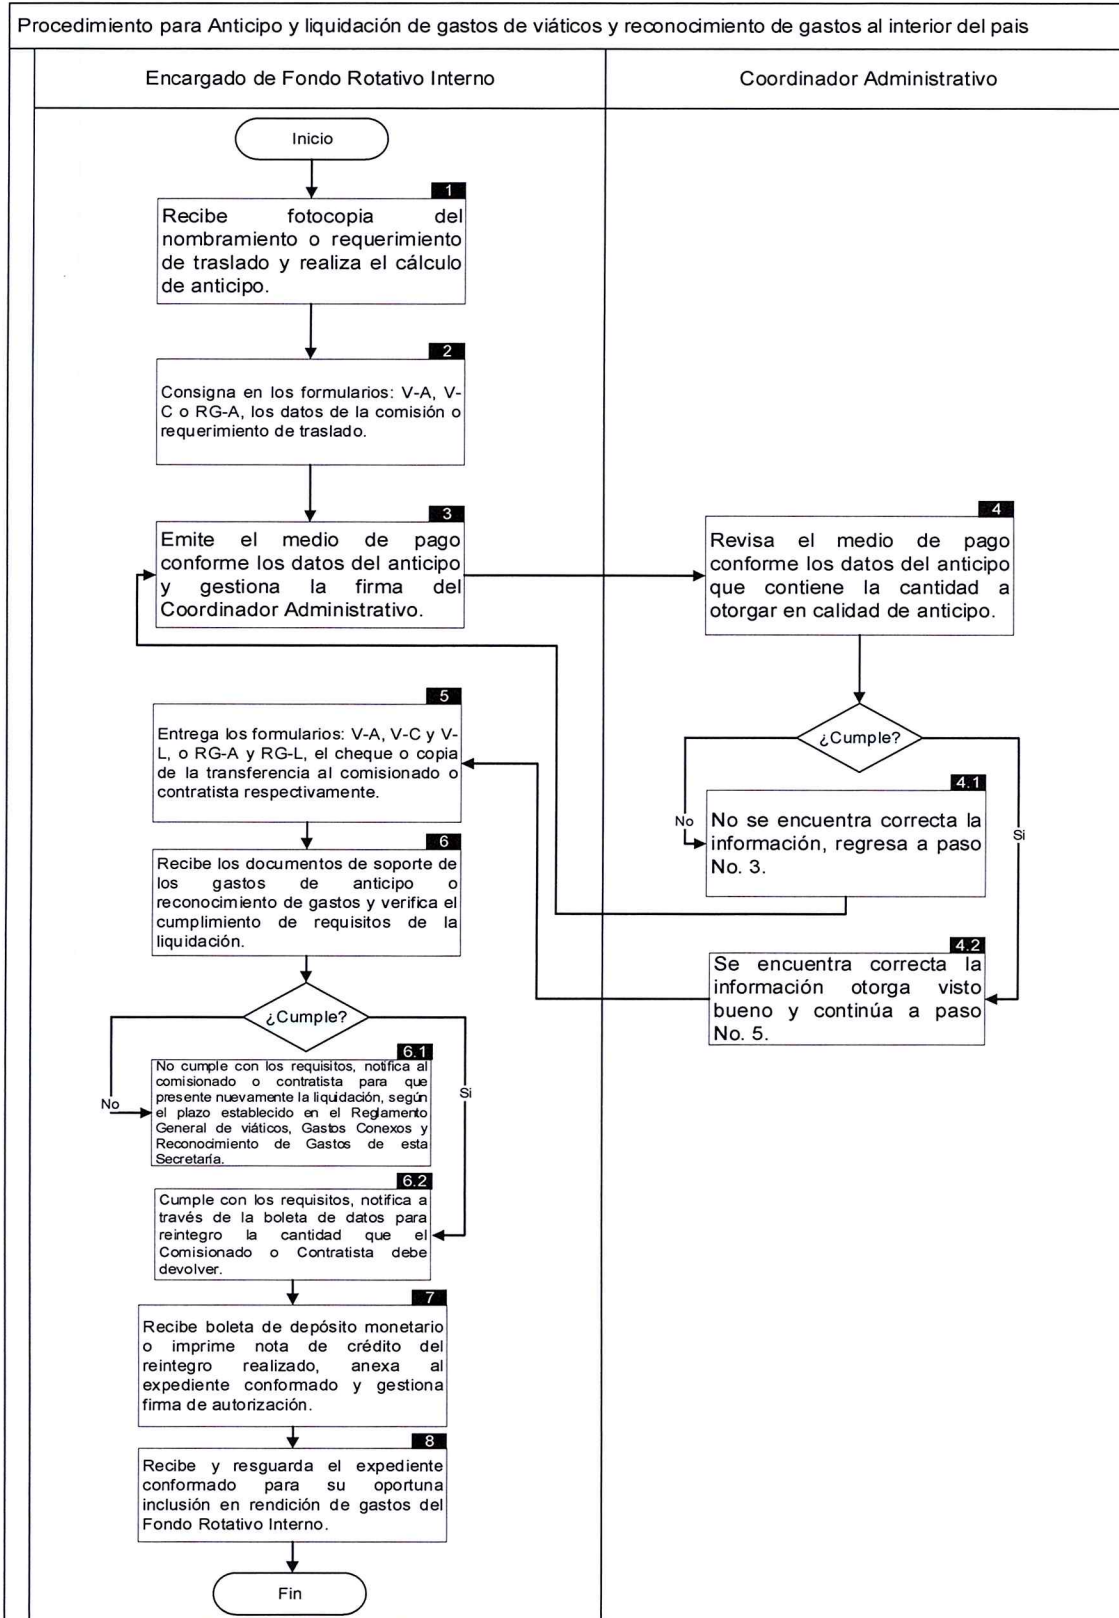 Procedimiento para Anticipo y liquidación de gastos de viáticos y reconocimiento de gastos al interior del pais
Encargado de Fondo Rotativo Interno
Coordinador Administrativo
Inicio
1
Recibe fotocopia del
nombramiento o requerimiento
de traslado y realiza el cálculo
de anticipo.
2
Consigna en los formularios: V-A, V-
C o RG-A, los datos de la comisión o
requerimiento de traslado.
3
Emite el medio de pago
conforme los datos del anticipo
y gestiona la firma del
Coordinador Administrativo.
4
Revisa el medio de pago
conforme los datos del anticipo
que contiene la cantidad a
otorgar en calidad de anticipo.
¿Cumple?
No
Si
4.1
No se encuentra correcta la
información, regresa a paso
No. 3.
4.2
Se encuentra correcta la
información otorga visto
bueno y continúa a paso
No. 5.
5
Entrega los formularios: V-A, V-C y V-
L, o RG-A y RG-L, el cheque o copia
de la transferencia al comisionado o
contratista respectivamente.
6
Recibe los documentos de soporte de
los gastos de anticipo o
reconocimiento de gastos y verifica el
cumplimiento de requisitos de la
liquidación.
¿Cumple?
No
Si
6.1
No cumple con los requisitos, notifica al
comisionado o contratista para que
presente nuevamente la liquidación, según
el plazo establecido en el Reglamento
General de viáticos, Gastos Conexos y
Reconocimiento de Gastos de esta
Secretaría.
6.2
Cumple con los requisitos, notifica a
través de la boleta de datos para
reintegro la cantidad que el
Comisionado o Contratista debe
devolver.
7
Recibe boleta de depósito monetario
o imprime nota de crédito del
reintegro realizado, anexa al
expediente conformado y gestiona
firma de autorización.
8
Recibe y resguarda el expediente
conformado para su oportuna
inclusión en rendición de gastos del
Fondo Rotativo Interno.
Fin